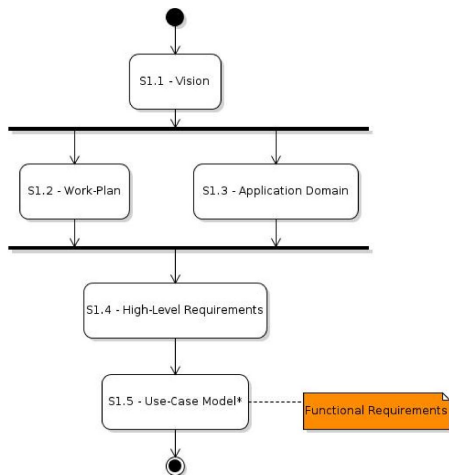 S1.1 - Vision
S1.2 - Work-Plan
S1.3 - Application Domain
S1.4 - High-Level Requirements
S1.5 - Use-Case Model*
Functional Requirements